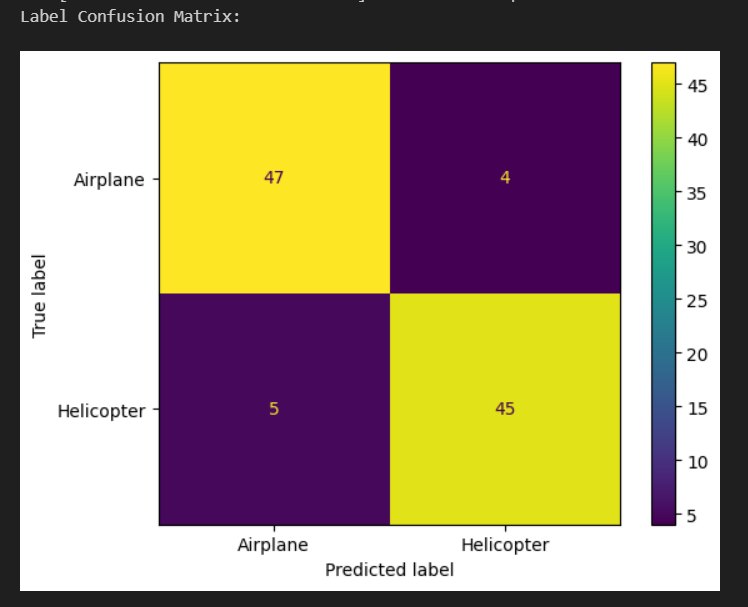 Label Confusion Matrix:
45
40
35
30
25
20
15
10
5
True label
Airplane
47
4
Helicopter
5
45
Airplane
Helicopter
Predicted label